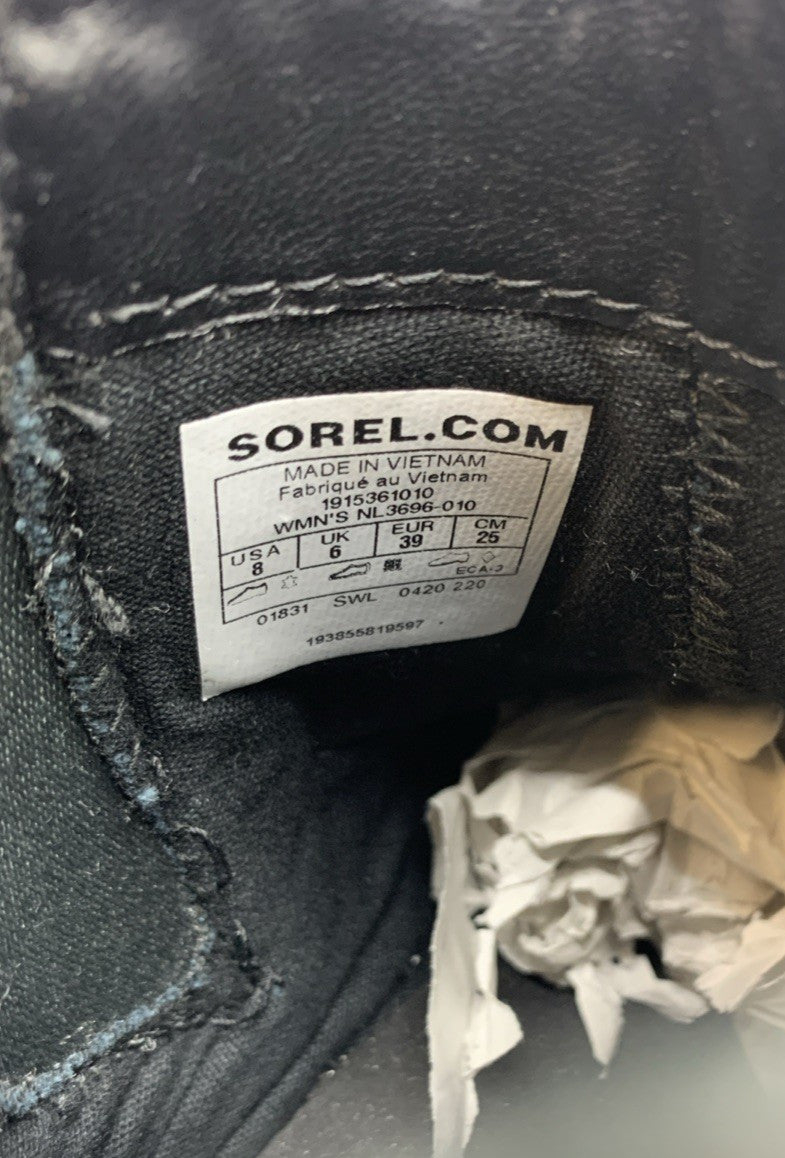 SOREL.COM
MADE IN VIETNAM
Fabriqué au Vietnam
1915361010
WMN'S NL3696-010
USA UK EUR CM
8 6 39 25
ECA-3
01831 SWL 0420 220
193855819597